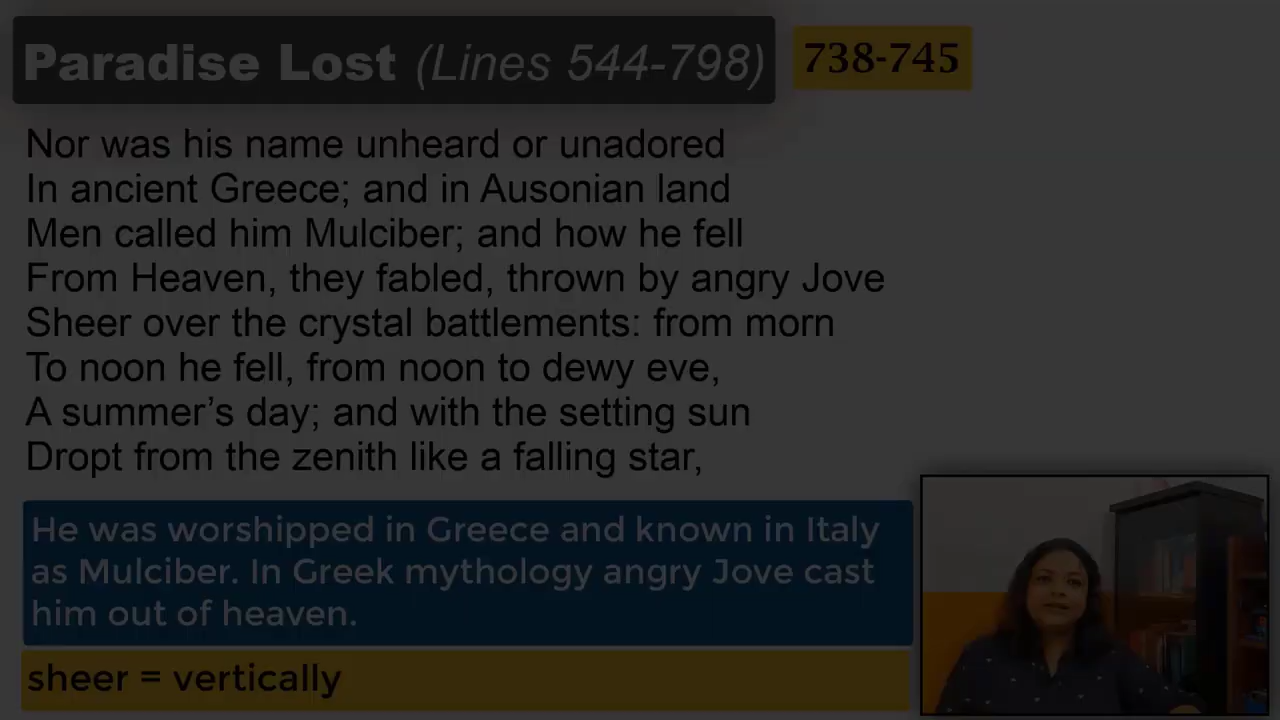 Paradise Lost (Lines 544-798)
738-745
Nor was his name unheard or unadored
In ancient Greece; and in Ausonian land
Men called him Mulciber; and how he fell
From Heaven, they fabled, thrown by angry Jove
Sheer over the crystal battlements: from morn
To noon he fell, from noon to dewy eve,
A summer’s day; and with the setting sun
Dropt from the zenith like a falling star,
He was worshipped in Greece and known in Italy
as Mulciber. In Greek mythology angry Jove cast
him out of heaven.
sheer = vertically